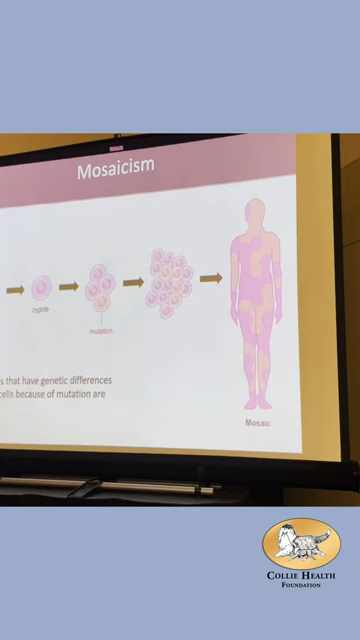 Mosaicism
zygote
mutation
s that have genetic differences
cells because of mutation are
Mosaic
COLLIE HEALTH
FOUNDATION